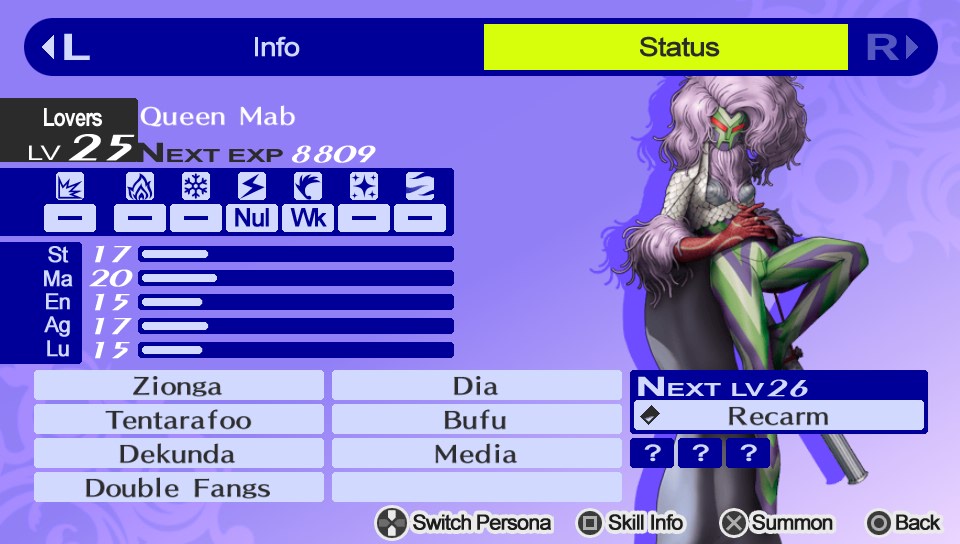 L Info Status R
Lovers Queen Mab
LV 25 NEXT EXP 8809
— — — Nul Wk — —
St 17
Ma 20
En 15
Ag 17
Lu 15
Zionga Dia
Tentarafoo Bufu
Dekunda Media
Double Fangs
NEXT LV 26
Recarm
? ? ?
Switch Persona Skill Info Summon Back